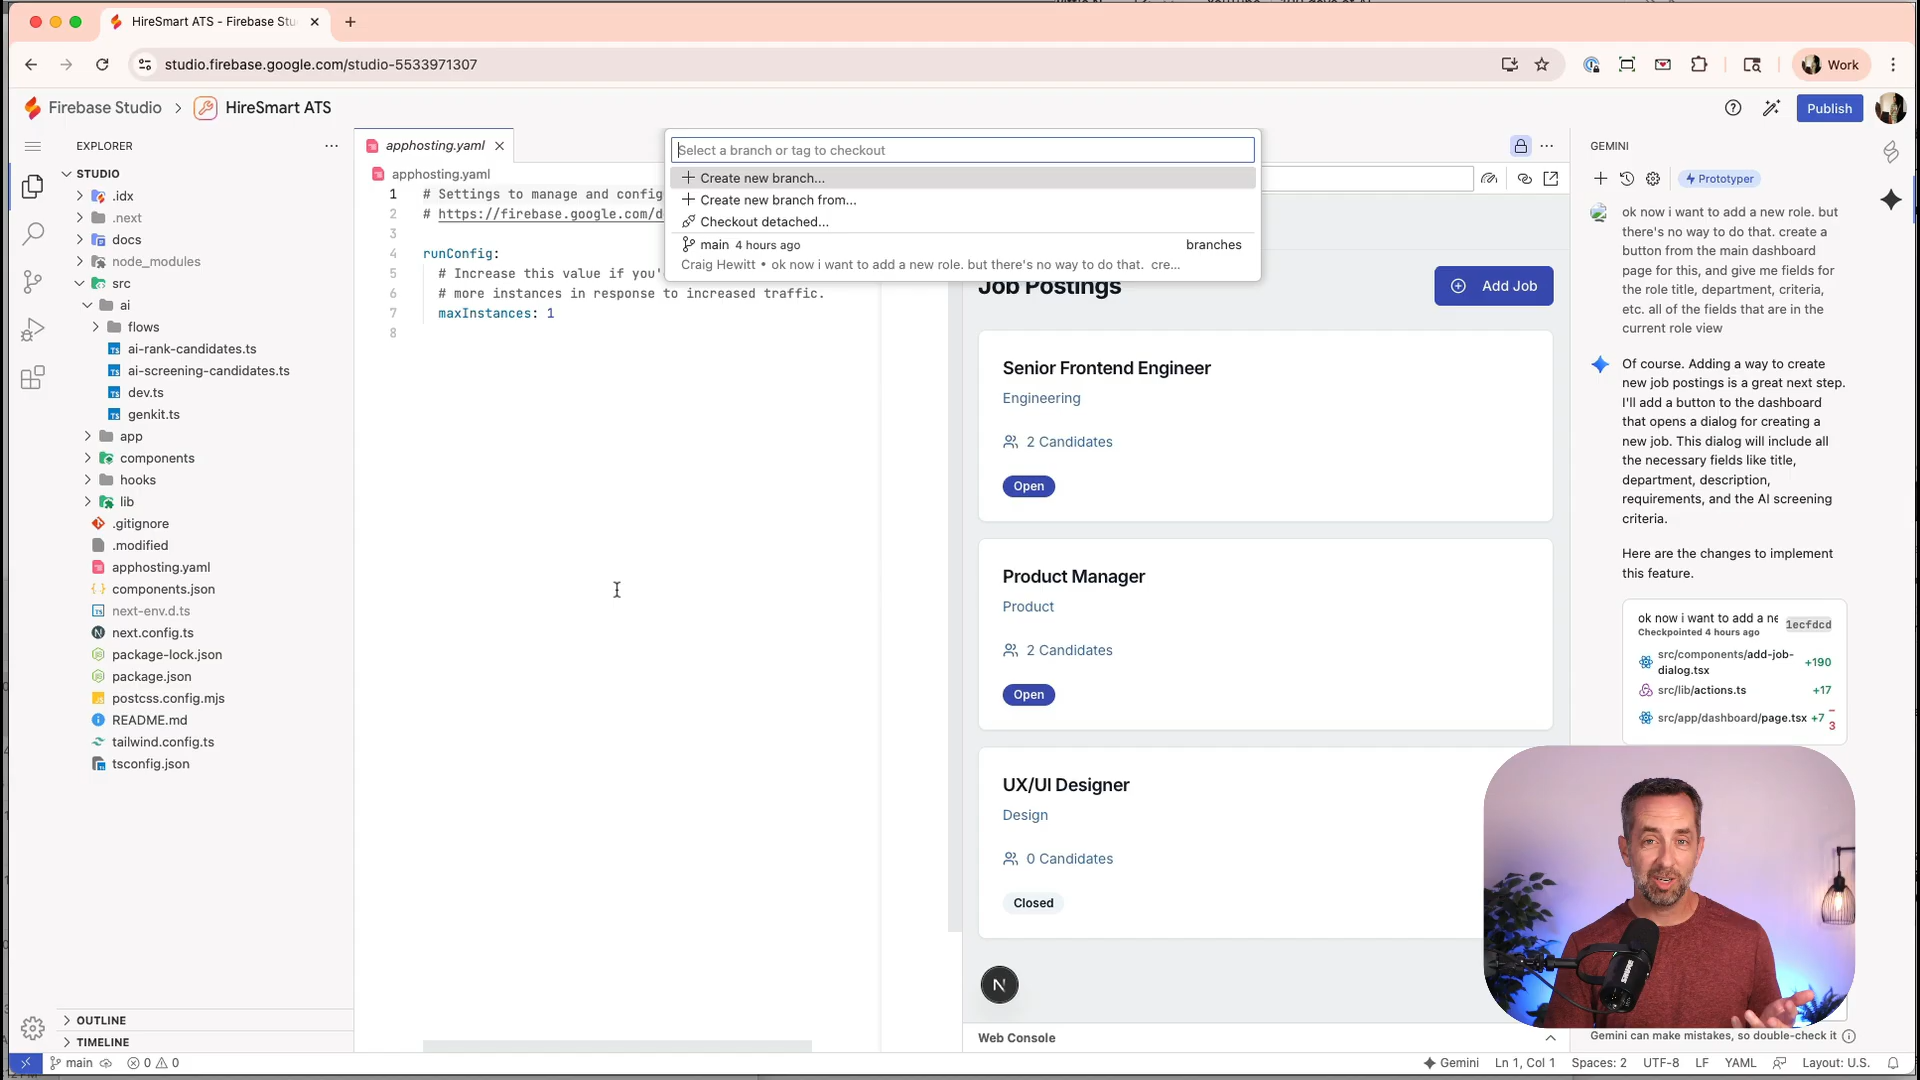 HireSmart ATS - Firebase Stu
studio.firebase.google.com/studio-5533971307
Work
Firebase Studio
HireSmart ATS
Publish
EXPLORER
STUDIO
.idx
.next
docs
node_modules
src
ai
flows
ai-rank-candidates.ts
ai-screening-candidates.ts
dev.ts
genkit.ts
app
components
hooks
lib
.gitignore
.modified
apphosting.yaml
components.json
next-env.d.ts
next.config.ts
package-lock.json
package.json
postcss.config.mjs
README.md
tailwind.config.ts
tsconfig.json
OUTLINE
TIMELINE
apphosting.yaml
apphosting.yaml
1 # Settings to manage and config
2 # https://firebase.google.com/d
3
4 runConfig:
5 # Increase this value if you'
6 # more instances in response to increased traffic.
7 maxInstances: 1
8
Select a branch or tag to checkout
Create new branch...
Create new branch from...
Checkout detached...
main 4 hours ago branches
Craig Hewitt • ok now i want to add a new role. but there's no way to do that. cre...
Job Postings
Add Job
Senior Frontend Engineer
Engineering
2 Candidates
Open
Product Manager
Product
2 Candidates
Open
UX/UI Designer
Design
0 Candidates
Closed
N
Web Console
GEMINI
Prototyper
ok now i want to add a new role. but
there's no way to do that. create a
button from the main dashboard
page for this, and give me fields for
the role title, department, criteria,
etc. all of the fields that are in the
current role view
Of course. Adding a way to create
new job postings is a great next step.
I'll add a button to the dashboard
that opens a dialog for creating a
new job. This dialog will include all
the necessary fields like title,
department, description,
requirements, and the AI screening
criteria.
Here are the changes to implement
this feature.
ok now i want to add a ne 1ecfdcd
Checkpointed 4 hours ago
src/components/add-job-
dialog.tsx +190
src/lib/actions.ts +17
src/app/dashboard/page.tsx +7 -3
Gemini can make mistakes, so double-check it
main
0
0
Gemini
Ln 1, Col 1
Spaces: 2
UTF-8
LF
YAML
Layout: U.S.